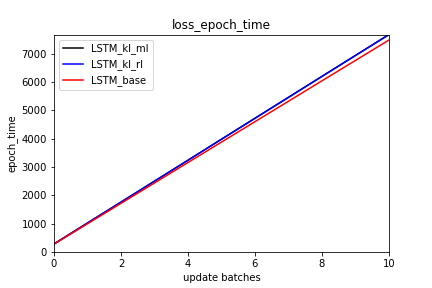 loss_epoch_time
LSTM_kl_ml
LSTM_kl_rl
LSTM_base
epoch_time
7000
6000
5000
4000
3000
2000
1000
0
0 2 4 6 8 10
update batches